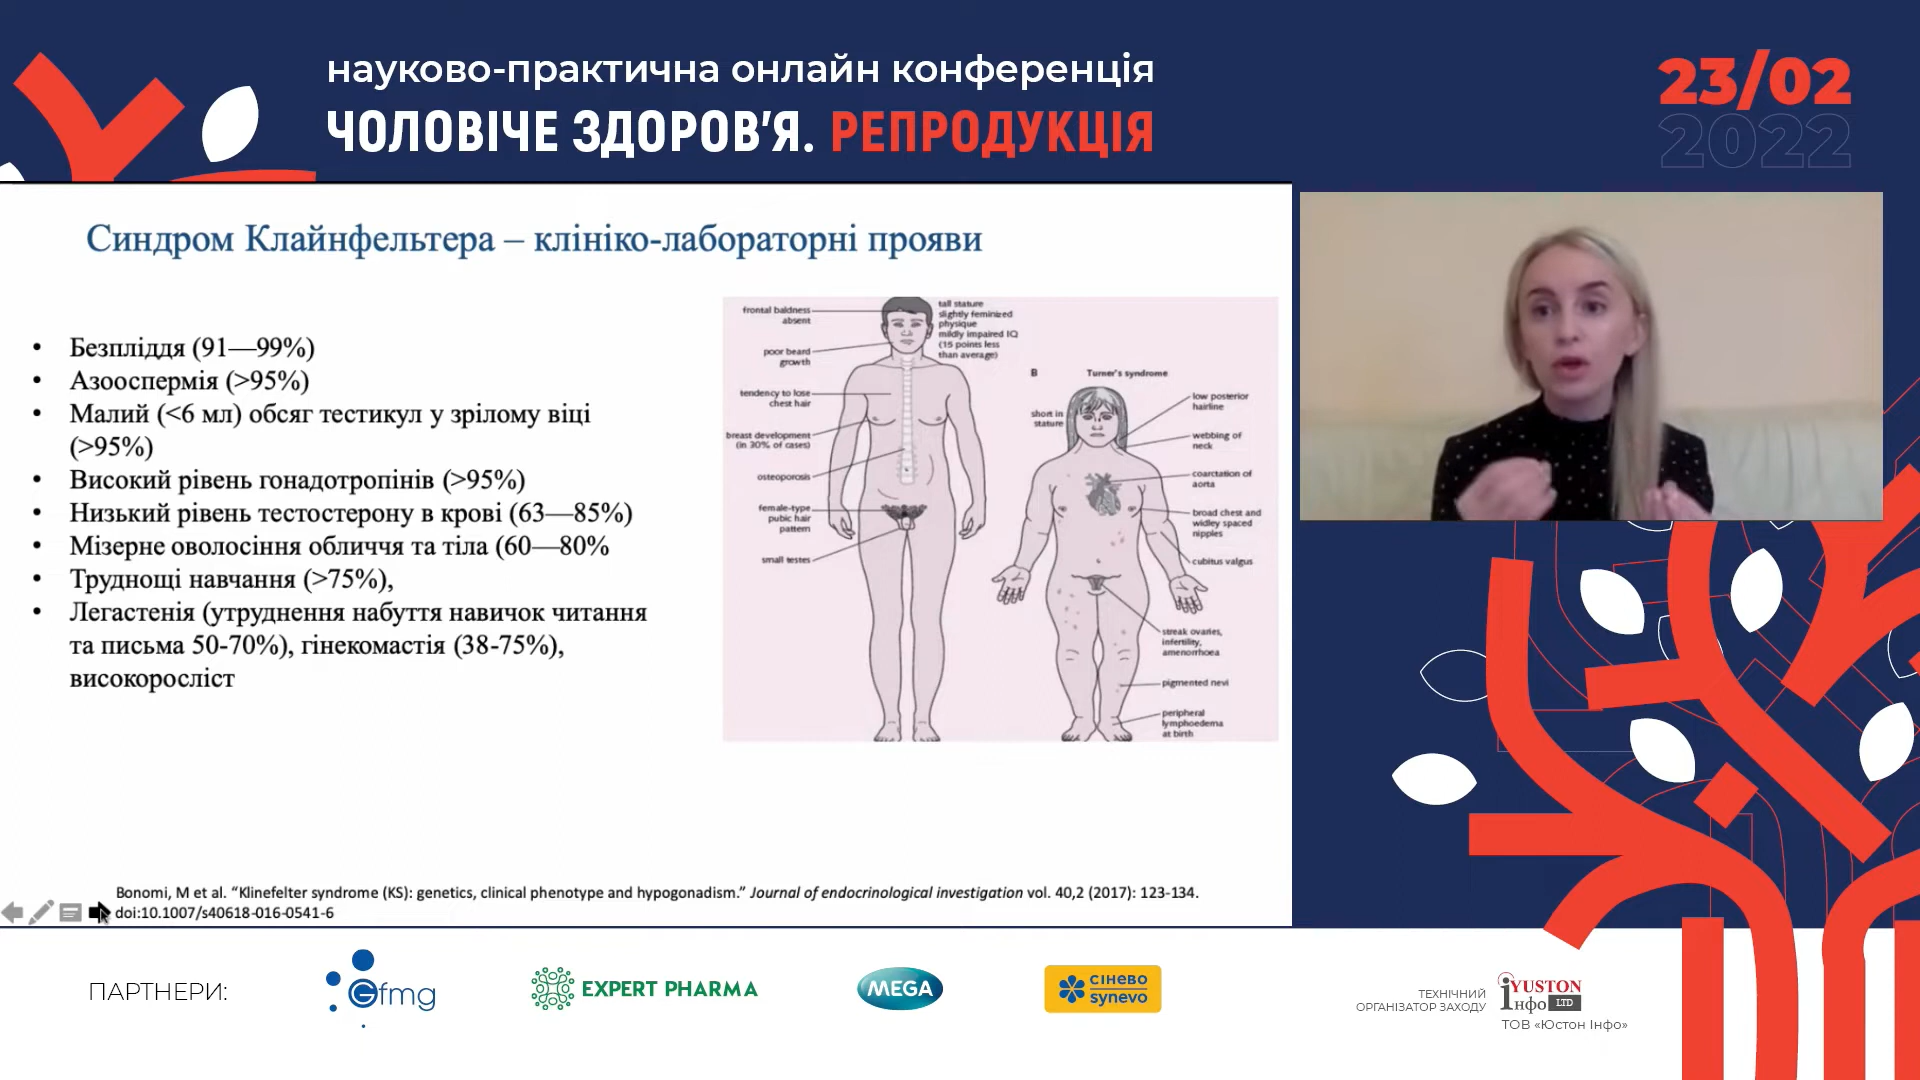 науково-практична онлайн конференція
ЧОЛОВІЧЕ ЗДОРОВ'Я. РЕПРОДУКЦІЯ
23/02
2022
Синдром Клайнфельтера – клініко-лабораторні прояви
• Безпліддя (91—99%)
• Азооспермія (>95%)
• Малий (<6 мл) обсяг тестикул у зрілому віці
(>95%)
• Високий рівень гонадотропінів (>95%)
• Низький рівень тестостерону в крові (63—85%)
• Мізерне оволосіння обличчя та тіла (60—80%
• Труднощі навчання (>75%),
• Легастенія (утруднення набуття навичок читання
та письма 50-70%), гінекомастія (38-75%),
високоросліст
frontal baldness
absent
poor beard
growth
tendency to lose
chest hair
breast development
(in 30% of cases)
osteoporosis
female-type
pubic hair
pattern
small testes
tall stature
slightly feminized
physique
mildly impaired IQ
(15 points less
than average)
B Turner's syndrome
short in
stature
low posterior
hairline
webbing of
neck
coarctation of
aorta
broad chest and
widley spaced
nipples
cubitus valgus
streak ovaries,
infertility,
amenorrhoea
pigmented nevi
peripheral
lymphoedema
at birth
Bonomi, M et al. “Klinefelter syndrome (KS): genetics, clinical phenotype and hypogonadism.” Journal of endocrinological investigation vol. 40,2 (2017): 123-134.
doi:10.1007/s40618-016-0541-6
ПАРТНЕРИ:
Gfmg
EXPERT PHARMA
MEGA
сінево
synevo
ТЕХНІЧНИЙ
ОРГАНІЗАТОР ЗАХОДУ
YUSTON
Інфо LTD
ТОВ «Юстон Інфо»